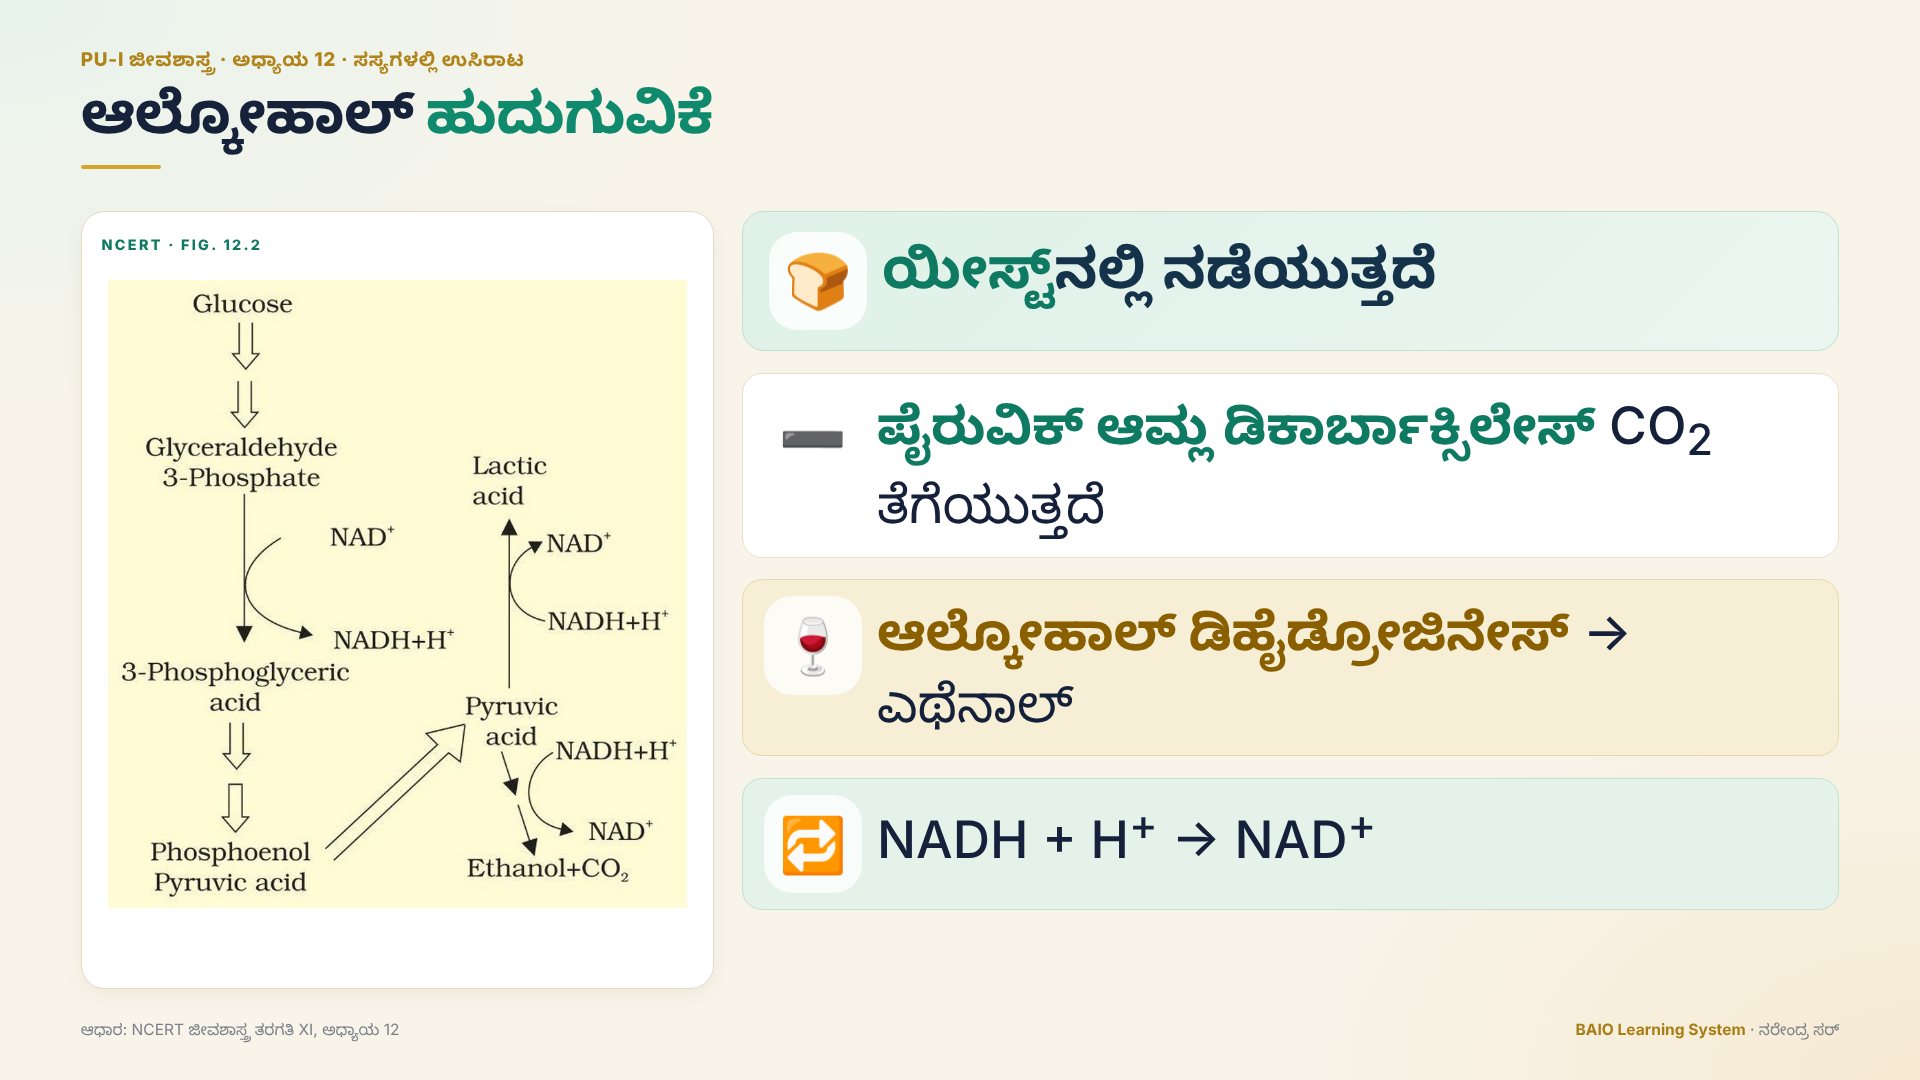 PU-I ಜೀವಶಾಸ್ತ್ರ · ಅಧ್ಯಾಯ 12 · ಸಸ್ಯಗಳಲ್ಲಿ ಉಸಿರಾಟ
ಆಲ್ಕೋಹಾಲ್ ಹುದುಗುವಿಕೆ
NCERT · FIG. 12.2
Glucose
Glyceraldehyde
3-Phosphate
NAD⁺
NADH+H⁺
3-Phosphoglyceric
acid
Phosphoenol
Pyruvic acid
Lactic
acid
NAD⁺
NADH+H⁺
Pyruvic
acid
NADH+H⁺
NAD⁺
Ethanol+CO₂
ಯೀಸ್ಟ್‌ನಲ್ಲಿ ನಡೆಯುತ್ತದೆ
ಪೈರುವಿಕ್ ಆಮ್ಲ ಡಿಕಾರ್ಬಾಕ್ಸಿಲೇಸ್ CO₂
ತೆಗೆಯುತ್ತದೆ
ಆಲ್ಕೋಹಾಲ್ ಡಿಹೈಡ್ರೋಜಿನೇಸ್ →
ಎಥೆನಾಲ್
NADH + H⁺ → NAD⁺
ಆಧಾರ: NCERT ಜೀವಶಾಸ್ತ್ರ ತರಗತಿ XI, ಅಧ್ಯಾಯ 12
BAIO Learning System · ನರೇಂದ್ರ ಸರ್